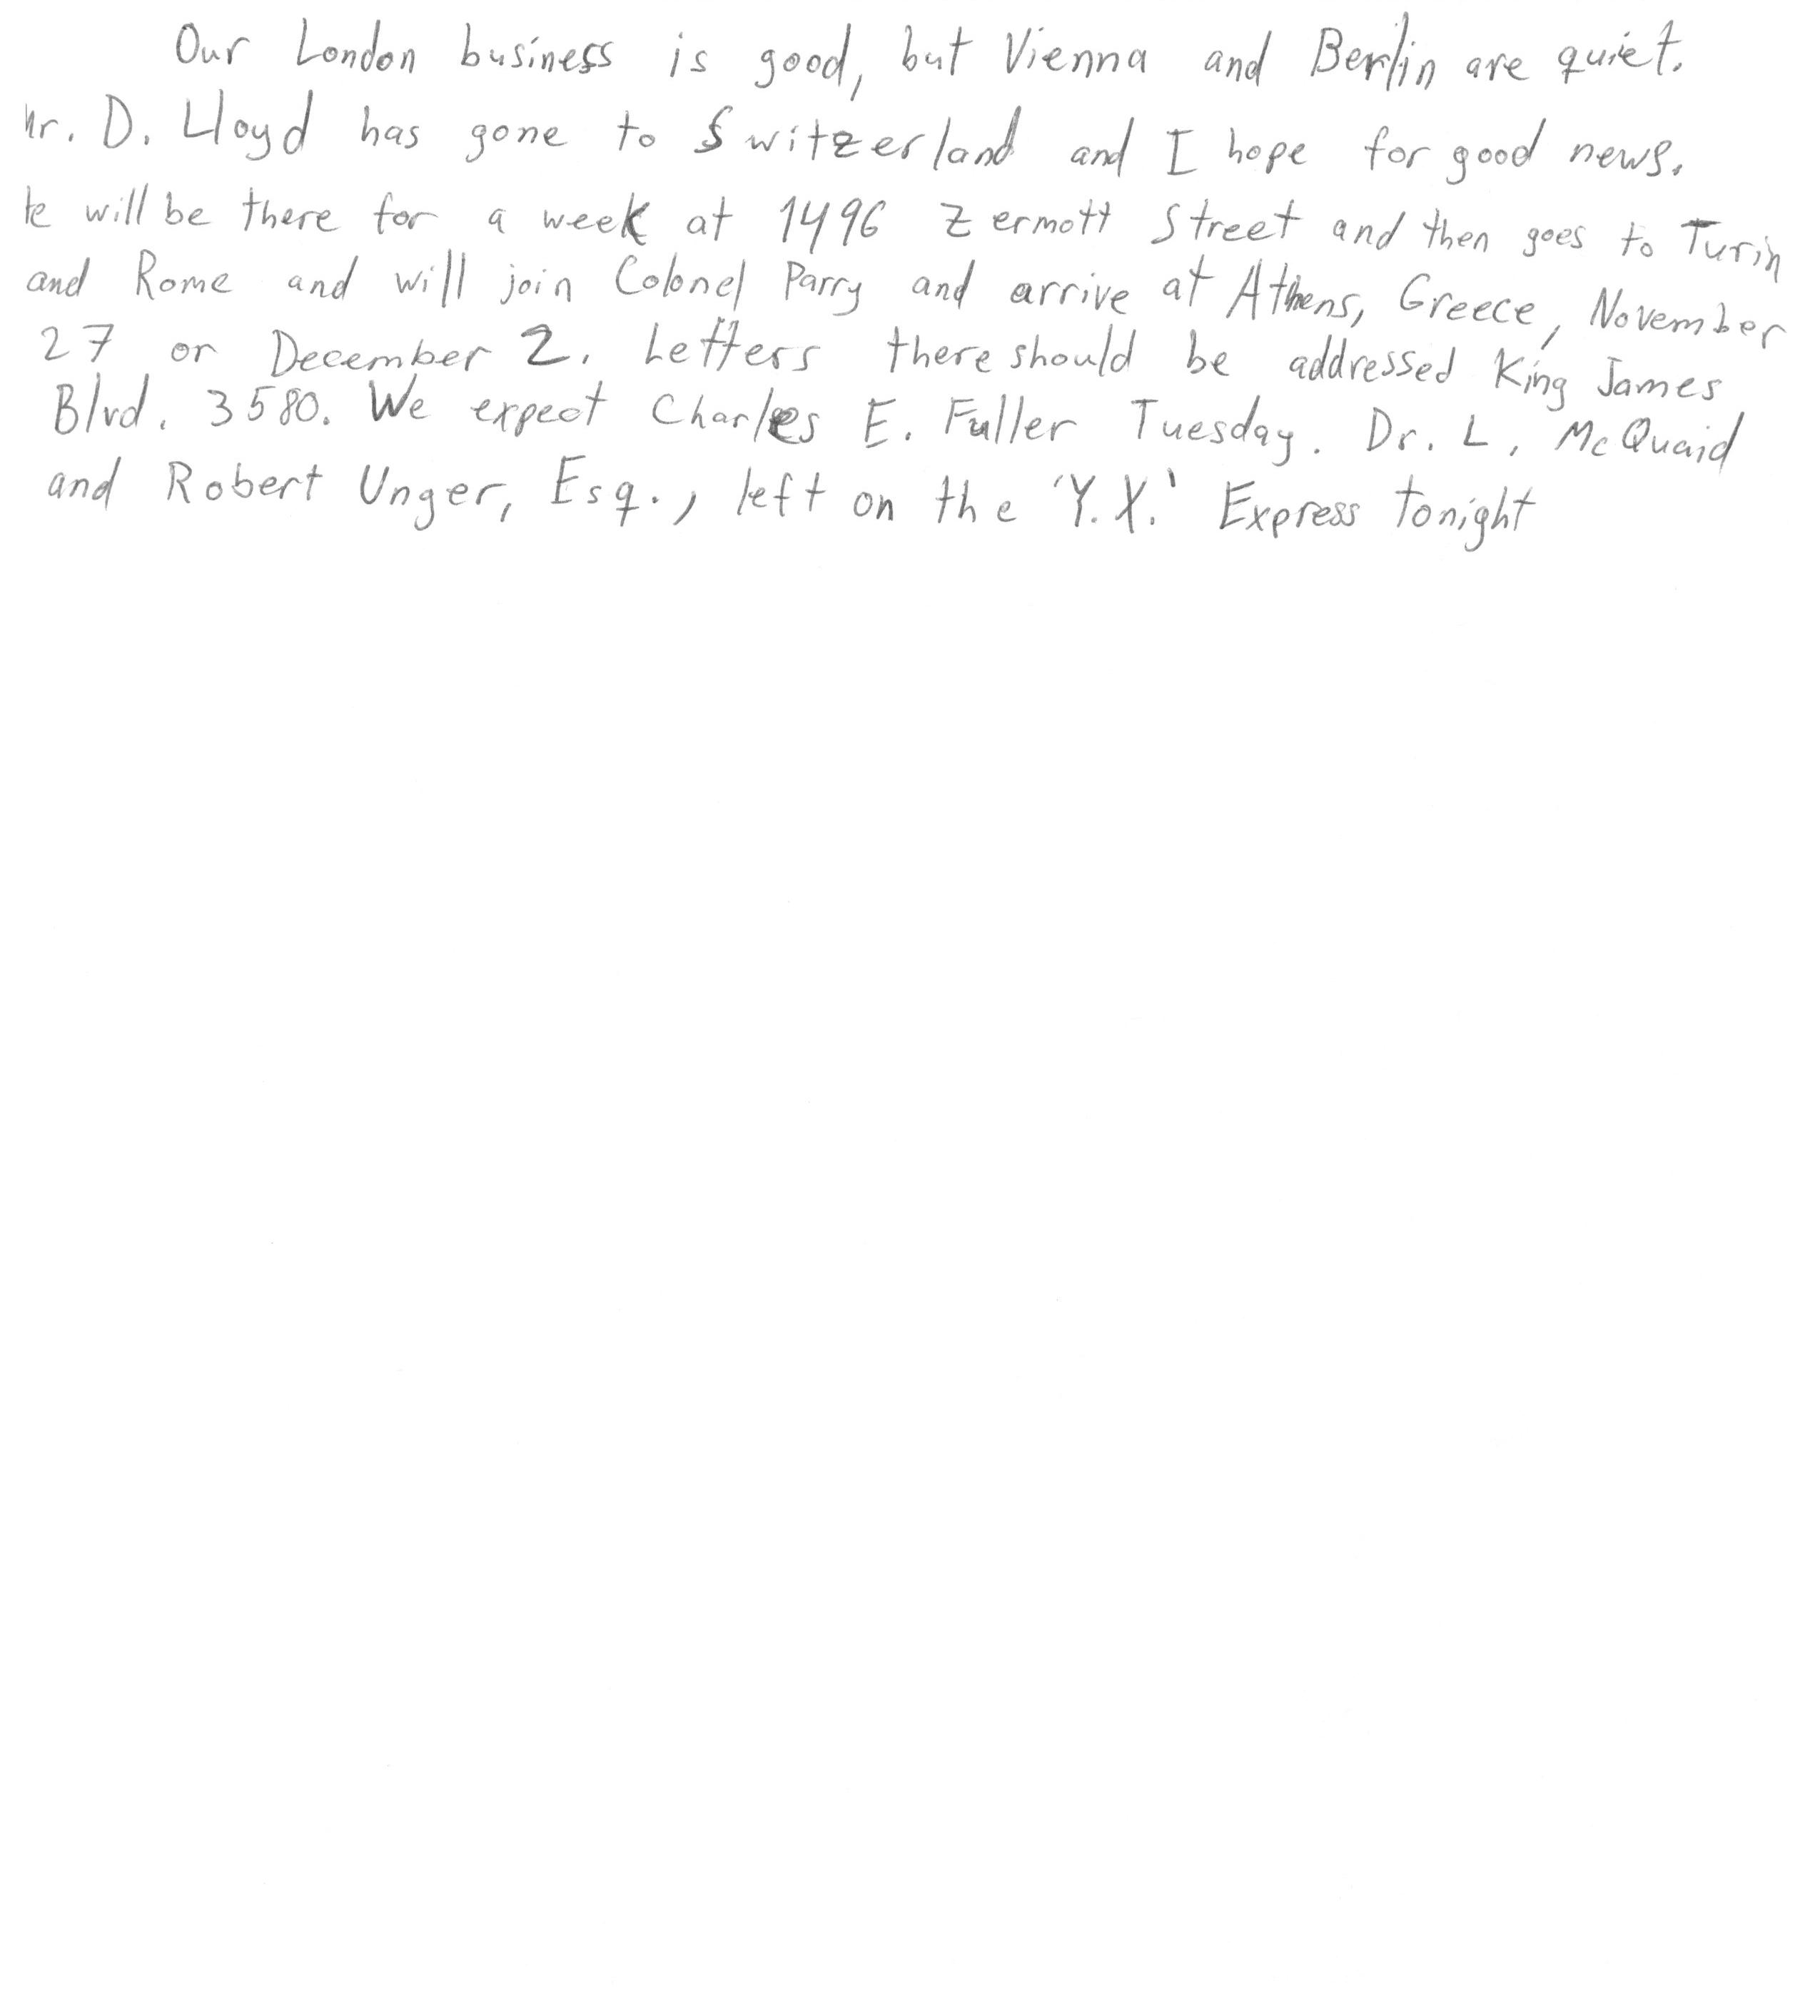 Our London business is good, but Vienna and Berlin are quiet.
Mr. D. Lloyd has gone to Switzerland and I hope for good news.
He will be there for a week at 1496 Zermott Street and then goes to Turin
and Rome and will join Colonel Parry and arrive at Athens, Greece, November
27 or December 2. Letters there should be addressed King James
Blvd. 3580. We expect Charles E. Fuller Tuesday. Dr. L. McQuaid
and Robert Unger, Esq., left on the 'Y.X.' Express tonight